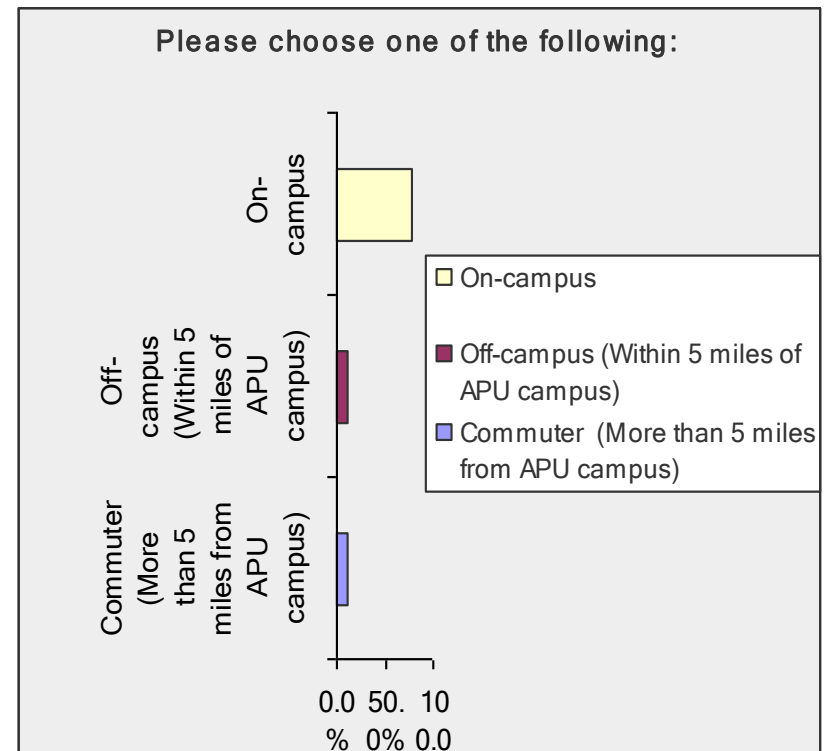 Please choose one of the following:
On-
campus
Off-
campus
(Within 5
miles of
APU
campus)
Commuter
(More
than 5
miles from
APU
campus)
On-campus
Off-campus (Within 5 miles of
APU campus)
Commuter (More than 5 miles
from APU campus)
0.0 50. 10
% 0% 0.0